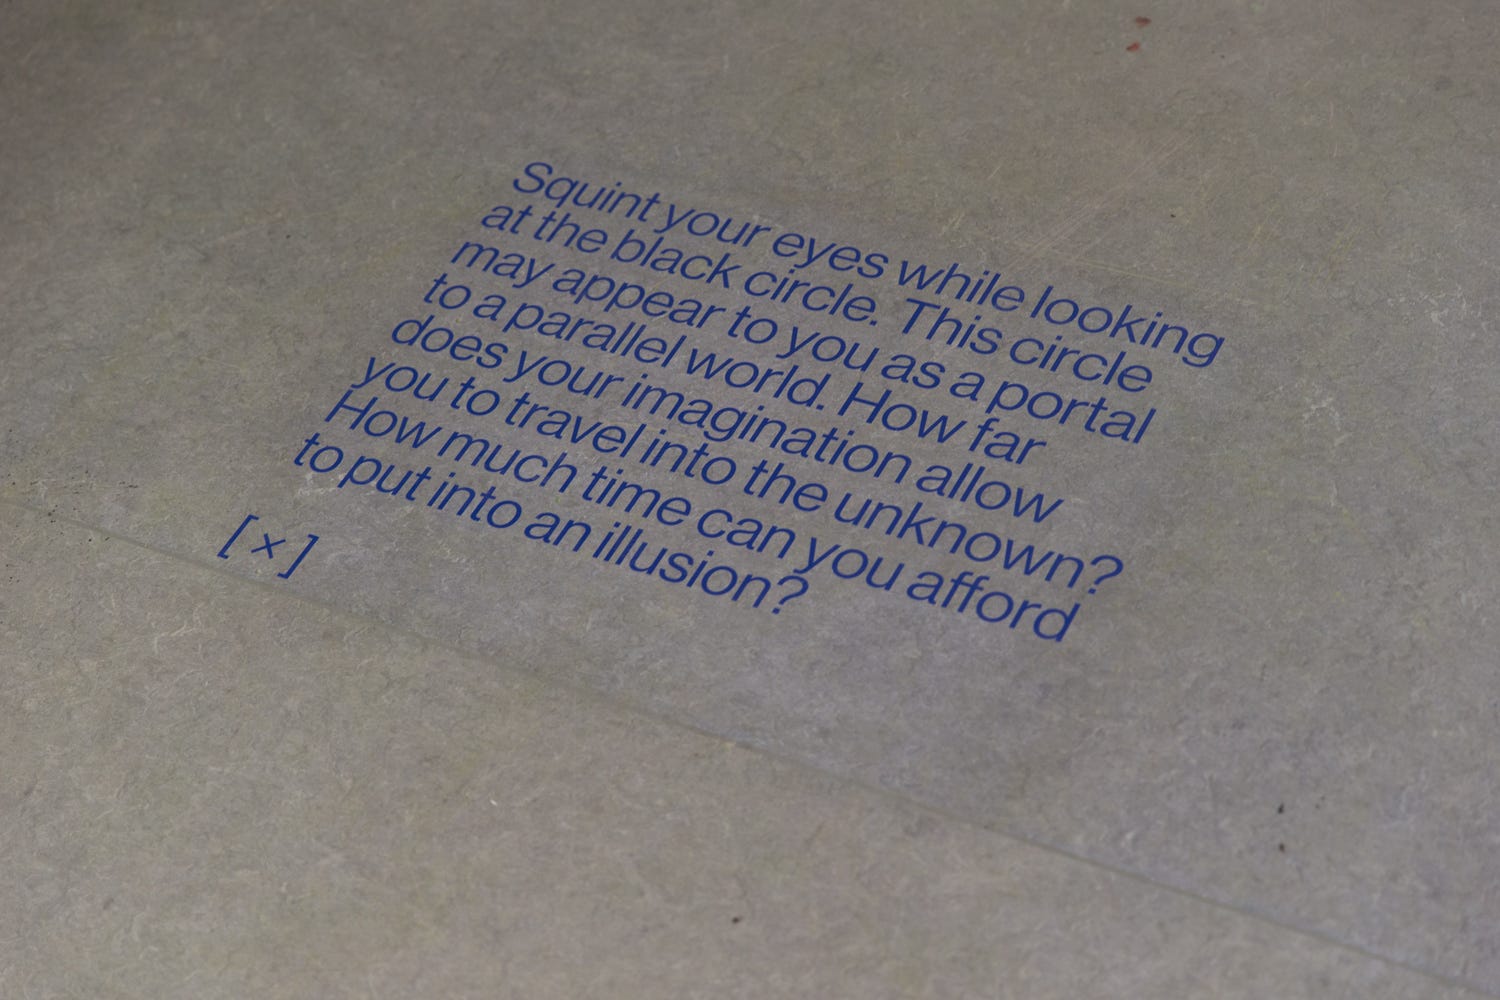 Squint your eyes while looking
at the black circle. This circle
may appear to you as a portal
to a parallel world. How far
does your imagination allow
you to travel into the unknown?
How much time can you afford
to put into an illusion?
[×]